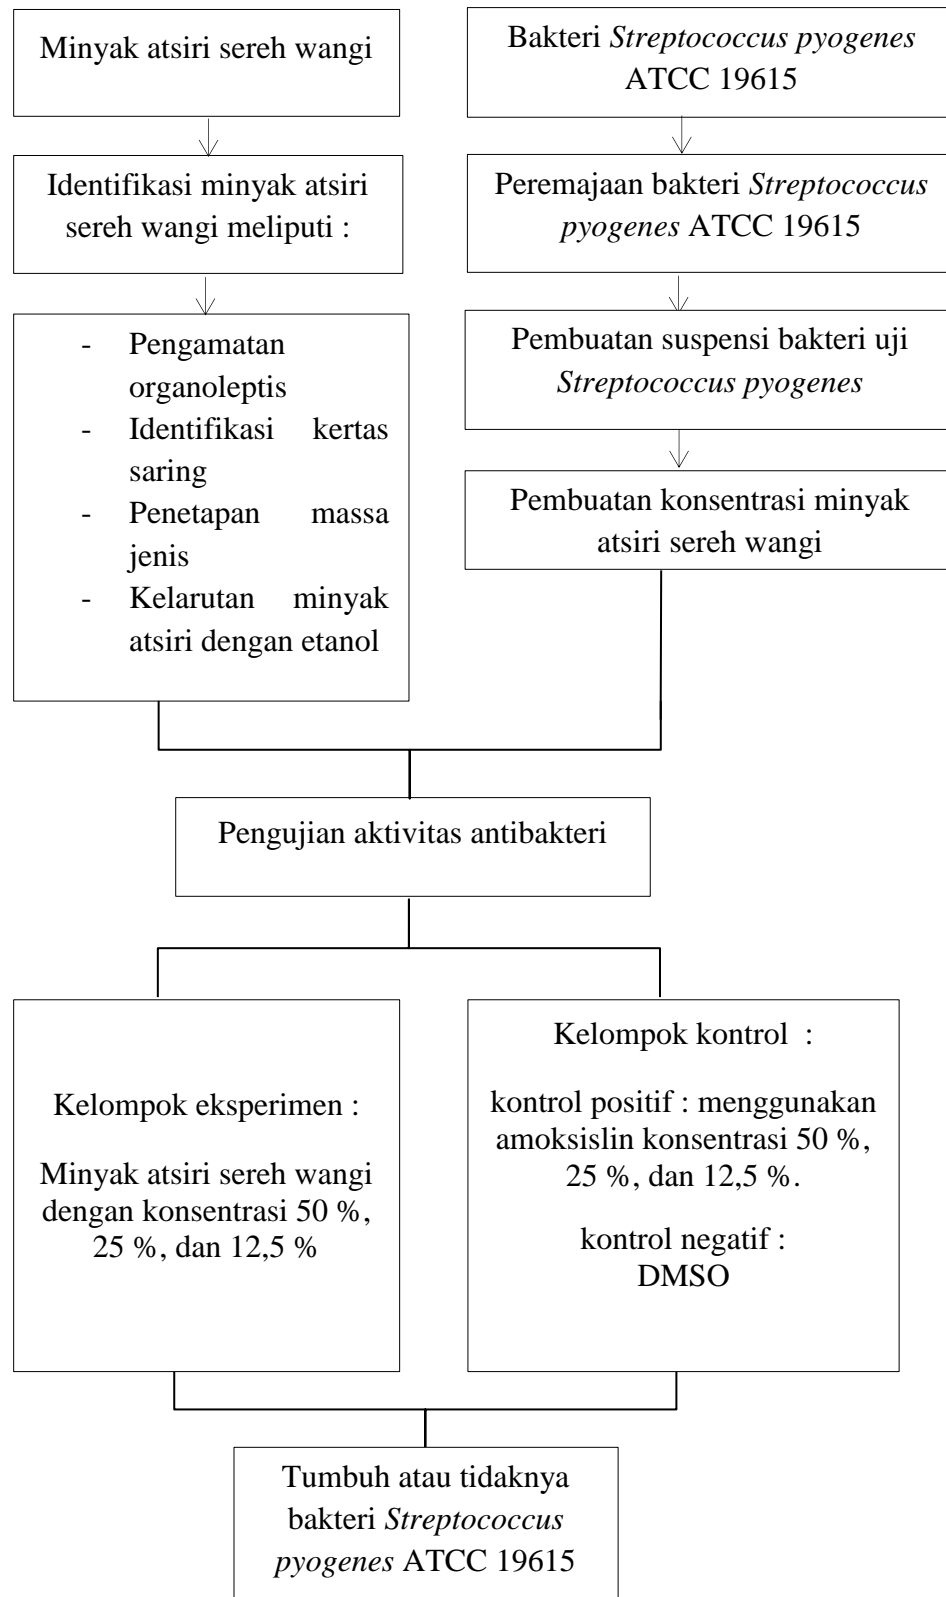 Minyak atsiri sereh wangi
Identifikasi minyak atsiri
sereh wangi meliputi :
- Pengamatan
organoleptis
- Identifikasi kertas
saring
- Penetapan massa
jenis
- Kelarutan minyak
atsiri dengan etanol
Bakteri Streptococcus pyogenes
ATCC 19615
Peremajaan bakteri Streptococcus
pyogenes ATCC 19615
Pembuatan suspensi bakteri uji
Streptococcus pyogenes
Pembuatan konsentrasi minyak
atsiri sereh wangi
Pengujian aktivitas antibakteri
Kelompok eksperimen :
Minyak atsiri sereh wangi
dengan konsentrasi 50 %,
25 %, dan 12,5 %
Kelompok kontrol :
kontrol positif : menggunakan
amoksislin konsentrasi 50 %,
25 %, dan 12,5 %.
kontrol negatif :
DMSO
Tumbuh atau tidaknya
bakteri Streptococcus
pyogenes ATCC 19615